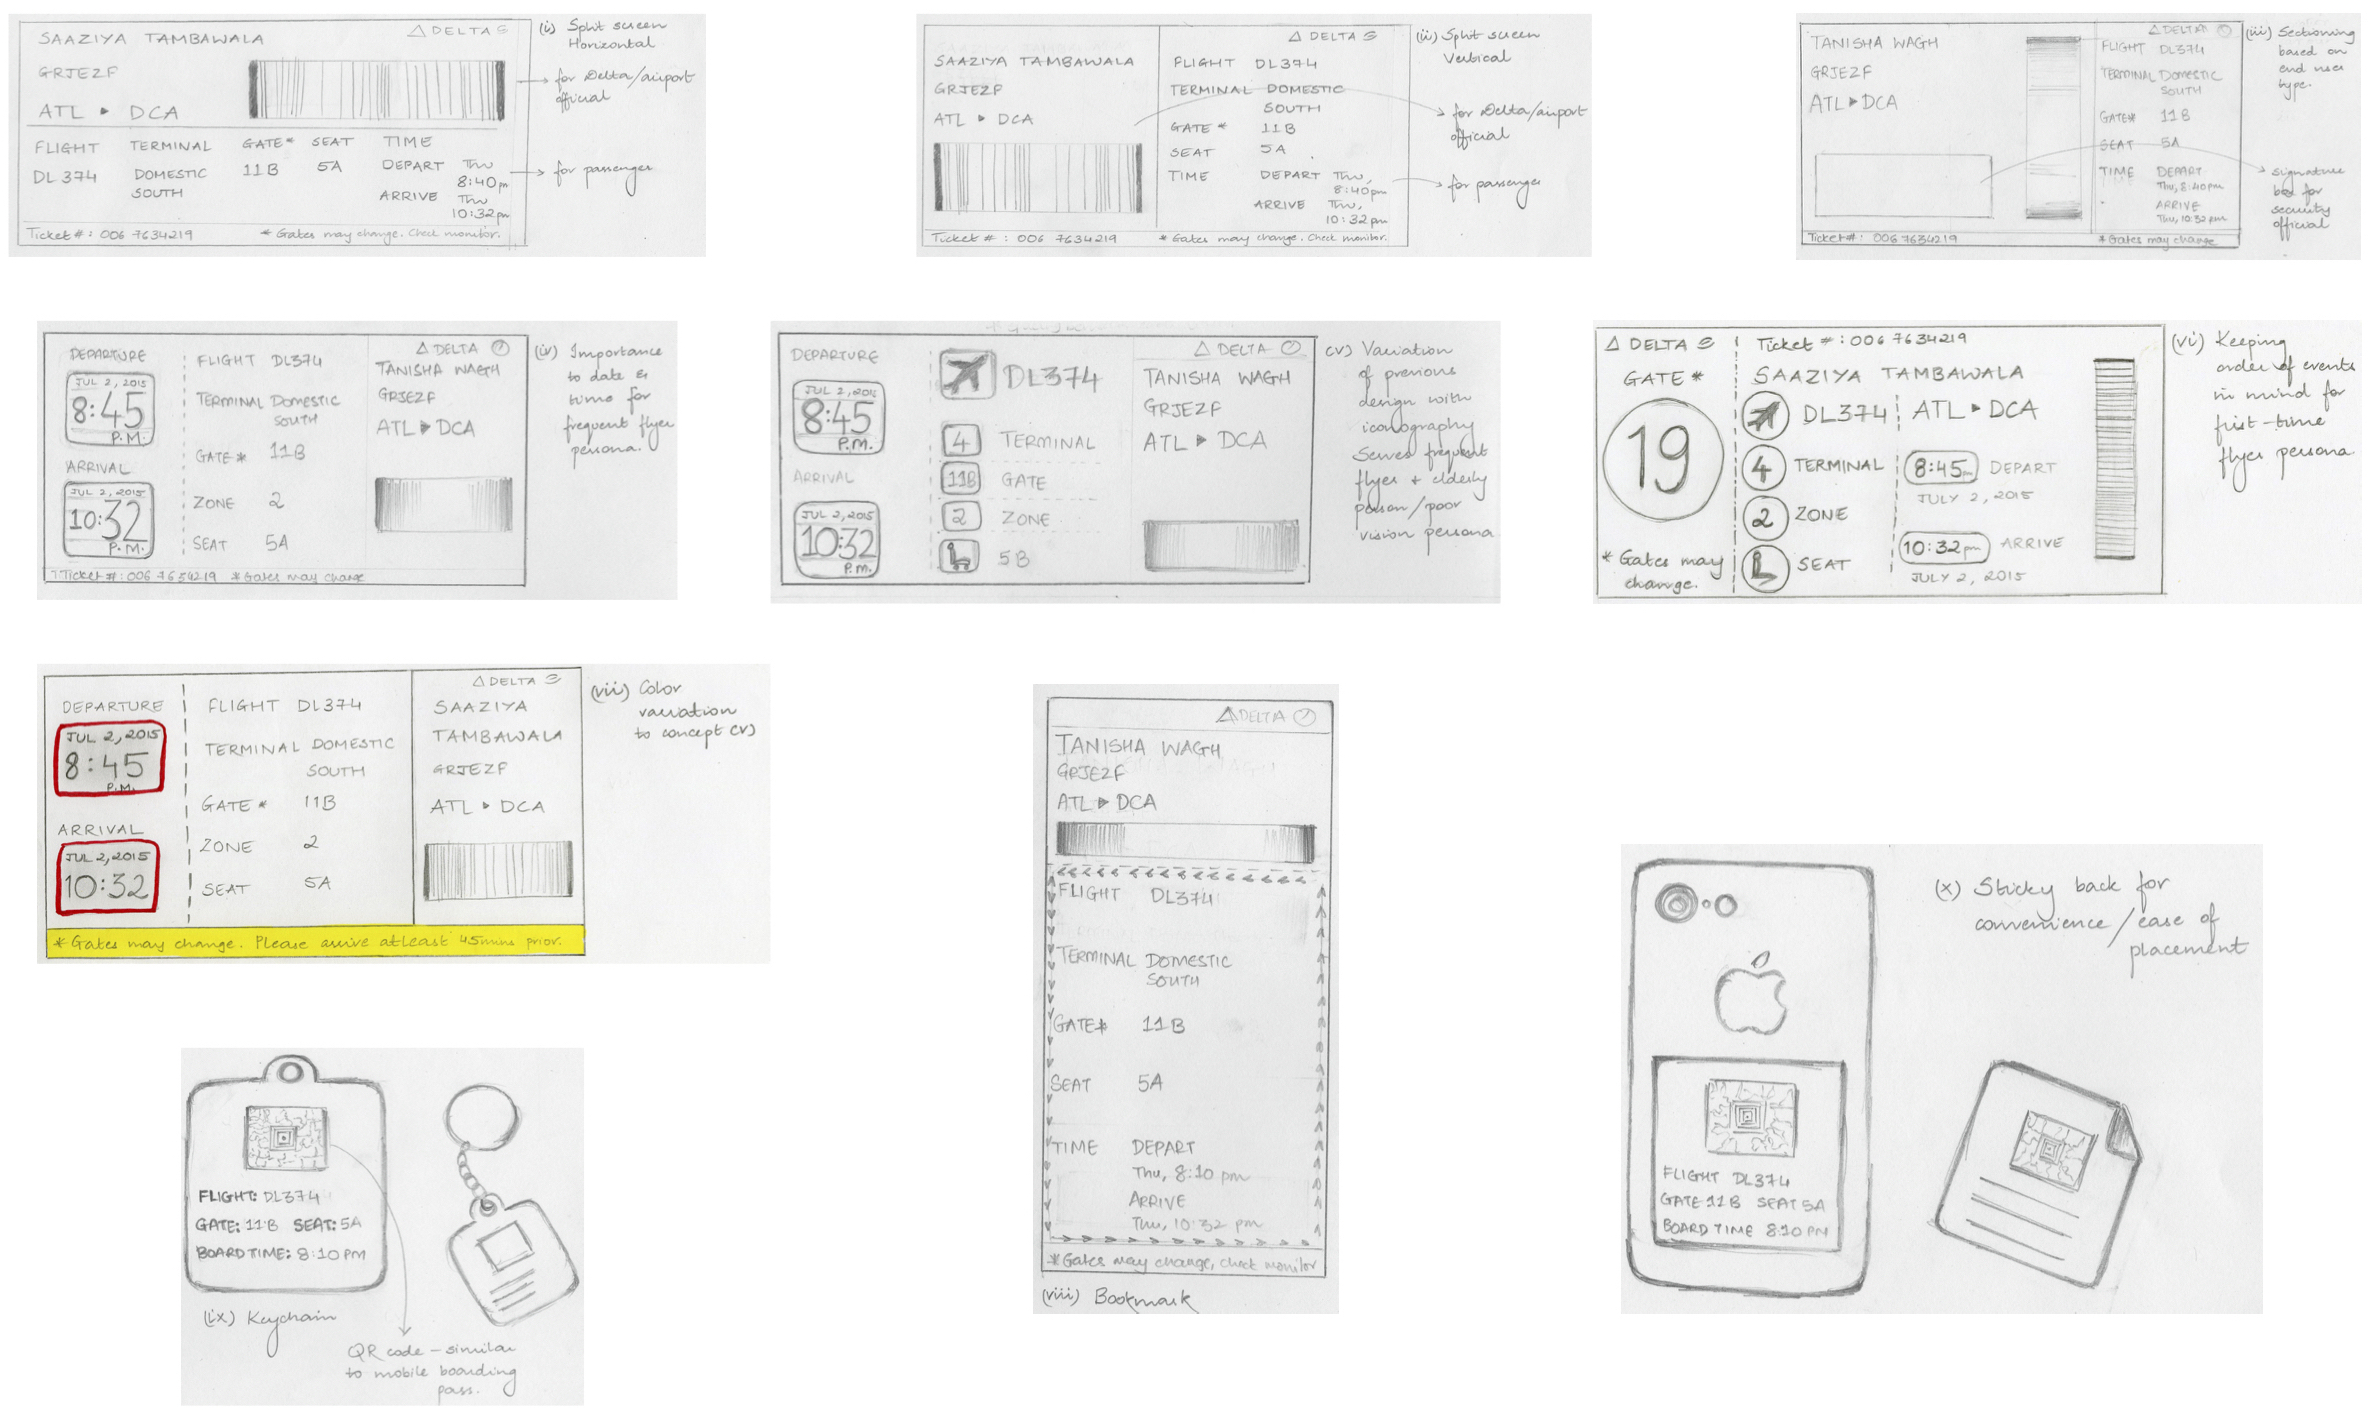 SAAZIYA TAMBAWALA
DELTA
GRJEZF
ATL ▸ DCA
FLIGHT TERMINAL GATE* SEAT TIME
DL 374 DOMESTIC 11B 5A DEPART Thu
SOUTH 8:40pm
ARRIVE Thu
10:32pm
Ticket # : 006 7634219 * Gates may change. Check monitor.
(i) Split screen
Horizontal
for Delta/airport
official
for passenger
DELTA
SAAZIYA TAMBAWALA
GRJEZF
ATL ▸ DCA
FLIGHT DL374
TERMINAL DOMESTIC
SOUTH
GATE * 11B
SEAT 5A
TIME DEPART Thu,
8:40pm
ARRIVE Thu,
10:32pm
Ticket # : 006 7634219 * Gates may change. Check monitor.
(ii) Split screen
Vertical
for Delta/airport
official
for passenger
DELTA
TANISHA WAGH
GRJEZF
ATL ▸ DCA
FLIGHT DL374
TERMINAL DOMESTIC
SOUTH
GATE* 11B
SEAT 5A
TIME DEPART
Thu, 8:40pm
ARRIVE
Thu, 10:32pm
Ticket# : 006 7634219 * Gates may change
(iii) Sectioning
based on
end user
type.
signature
box for
security
official
DEPARTURE
JUL 2, 2015
8:45
P.M.
ARRIVAL
JUL 2, 2015
10:32
P.M.
FLIGHT DL374
TERMINAL DOMESTIC
SOUTH
GATE * 11B
ZONE 2
SEAT 5A
DELTA
TANISHA WAGH
GRJEZF
ATL ▸ DCA
Ticket # : 006 7634219 * Gates may change
(iv) Importance
to date &
time for
frequent flyer
persona.
DEPARTURE
JUL 2, 2015
8:45
P.M.
ARRIVAL
JUL 2, 2015
10:32
P.M.
DL374
4 TERMINAL
11B GATE
2 ZONE
5B
DELTA
TANISHA WAGH
GRJEZF
ATL ▸ DCA
(v) Variation
of previous
design with
iconography
Serves frequent
flyer + elderly
person/poor
vision persona
DELTA
GATE *
19
* Gates may
change.
Ticket # : 006 7634219
SAAZIYA TAMBAWALA
DL374 ATL ▸ DCA
4 TERMINAL
2 ZONE
SEAT
8:45pm DEPART
JULY 2, 2015
10:32pm ARRIVE
JULY 2, 2015
(vi) Keeping
order of events
in mind for
first-time
flyer persona
DEPARTURE
JUL 2, 2015
8:45
P.M.
ARRIVAL
JUL 2, 2015
10:32
FLIGHT DL374
TERMINAL DOMESTIC
SOUTH
GATE * 11B
ZONE 2
SEAT 5A
DELTA
SAAZIYA
TAMBAWALA
GRJEZF
ATL ▸ DCA
* Gates may change. Please arrive atleast 45mins prior.
(vii) Color
variation
to concept (v)
DELTA
TANISHA WAGH
GRJEZF
ATL ▸ DCA
FLIGHT DL374
TERMINAL DOMESTIC
SOUTH
GATE* 11B
SEAT 5A
TIME DEPART
Thu, 8:10 pm
ARRIVE
Thu, 10:32 pm
*Gates may change, check monitor
(viii) Bookmark
FLIGHT: DL374
GATE: 11B SEAT: 5A
BOARD TIME: 8:10 PM
(ix) Keychain
QR code – similar
to mobile boarding
pass.
FLIGHT DL374
GATE 11B SEAT 5A
BOARD TIME 8:10 PM
(x) Sticky back for
convenience/ease of
placement